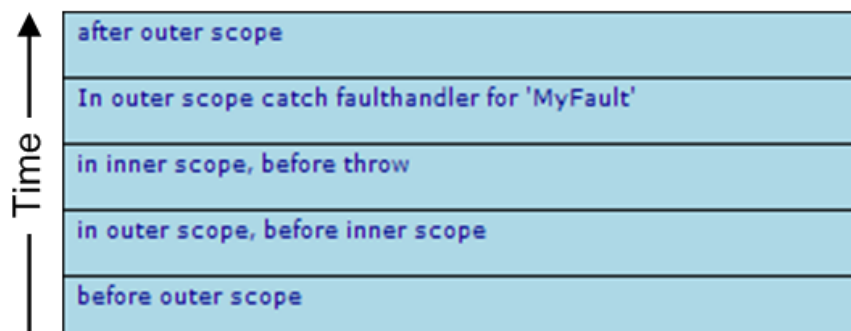 Time
after outer scope
In outer scope catch faulthandler for 'MyFault'
in inner scope, before throw
in outer scope, before inner scope
before outer scope